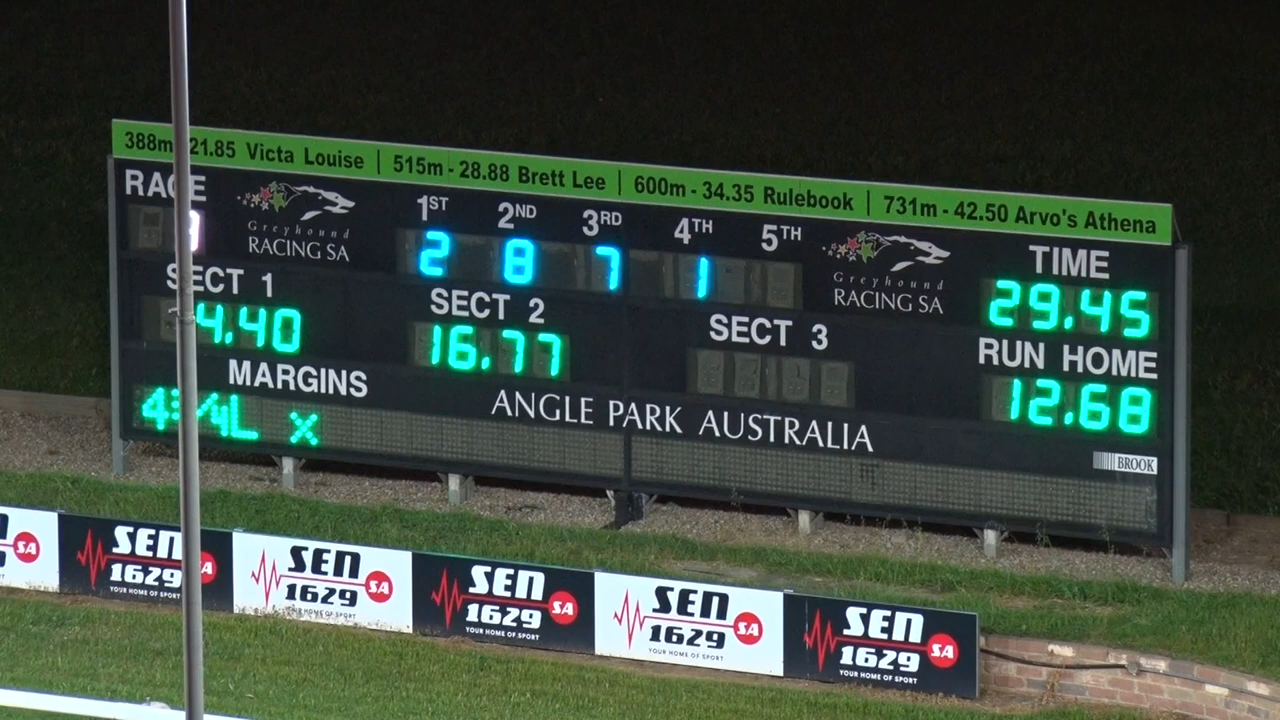 388m 21.85 Victa Louise | 515m - 28.88 Brett Lee | 600m - 34.35 Rulebook | 731m - 42.50 Arvo's Athena
RACE
Greyhound
RACING SA
1ST 2ND 3RD 4TH 5TH
2 8 7 1
Greyhound
RACING SA
TIME
29.45
SECT 1
4.40
SECT 2
16.77
SECT 3
RUN HOME
12.68
MARGINS
4 3/4L x
ANGLE PARK AUSTRALIA
BROOK
SA
SEN
1629 SA
YOUR HOME OF SPORT
SEN
1629 SA
YOUR HOME OF SPORT
SEN
1629 SA
YOUR HOME OF SPORT
SEN
1629 SA
YOUR HOME OF SPORT
SEN
1629 SA
YOUR HOME OF SPORT